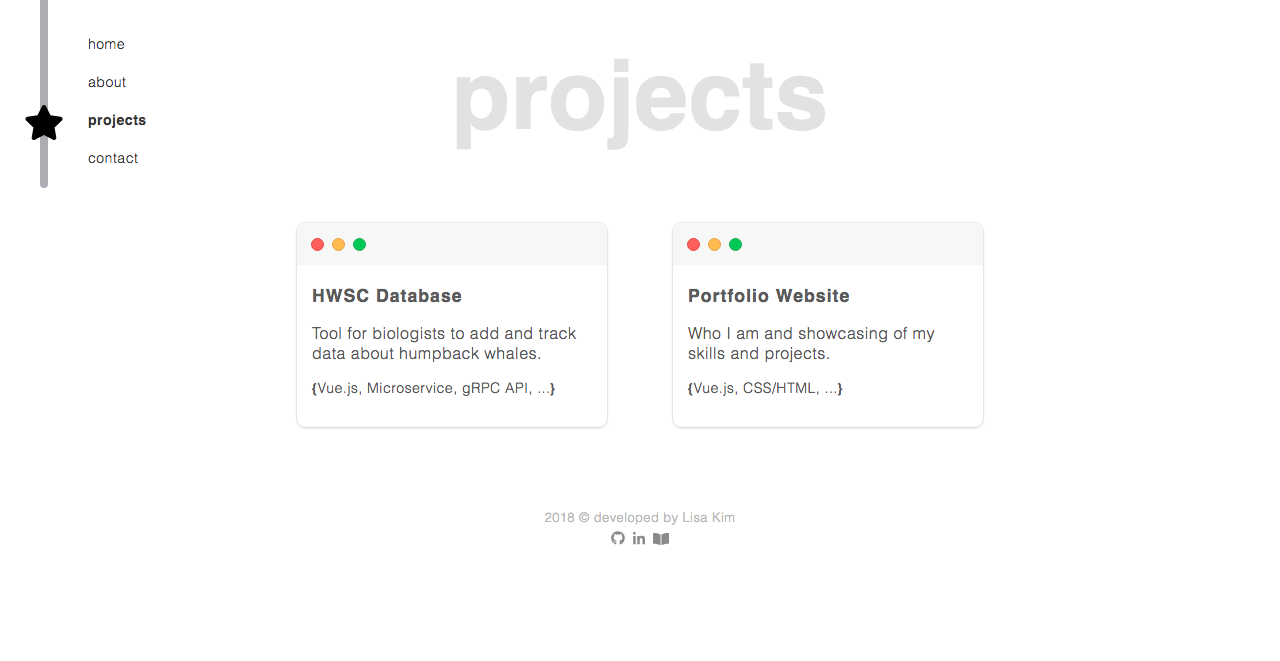 home
about
projects
contact
projects
HWSC Database
Tool for biologists to add and track
data about humpback whales.
{Vue.js, Microservice, gRPC API, ...}
Portfolio Website
Who I am and showcasing of my
skills and projects.
{Vue.js, CSS/HTML, ...}
2018 © developed by Lisa Kim
in